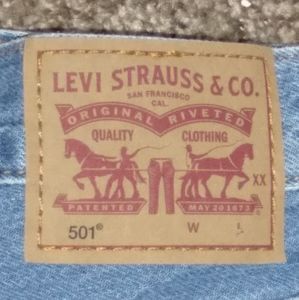 LEVI STRAUSS & CO.
SAN FRANCISCO
CAL.
ORIGINAL RIVETED
QUALITY CLOTHING
XX
PATENTED MAY 20 1873
501® W L